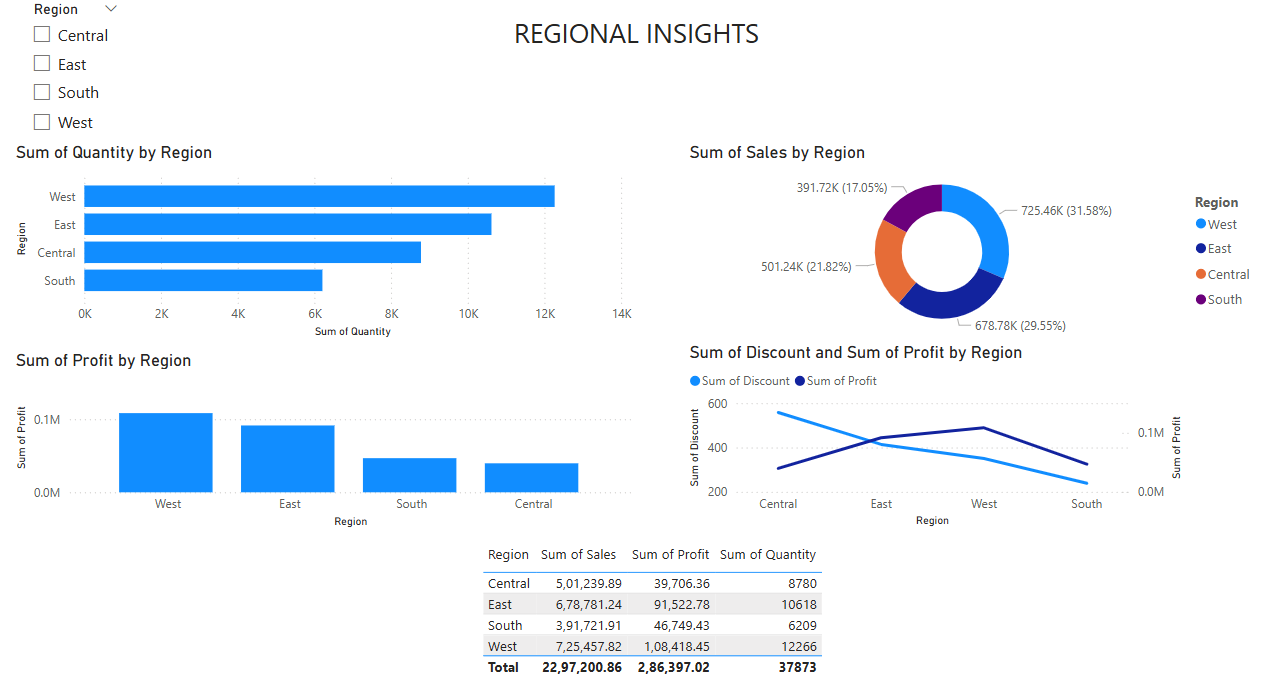 Region
Central
East
South
West
REGIONAL INSIGHTS
Sum of Quantity by Region
Region
West
East
Central
South
0K 2K 4K 6K 8K 10K 12K 14K
Sum of Quantity
Sum of Sales by Region
391.72K (17.05%)
725.46K (31.58%)
501.24K (21.82%)
678.78K (29.55%)
Region
West
East
Central
South
Sum of Profit by Region
Sum of Profit
0.1M
0.0M
West East South Central
Region
Sum of Discount and Sum of Profit by Region
Sum of Discount Sum of Profit
Sum of Discount
600
400
200
0.1M
0.0M
Sum of Profit
Central East West South
Region
Region Sum of Sales Sum of Profit Sum of Quantity
Central 5,01,239.89 39,706.36 8780
East 6,78,781.24 91,522.78 10618
South 3,91,721.91 46,749.43 6209
West 7,25,457.82 1,08,418.45 12266
Total 22,97,200.86 2,86,397.02 37873